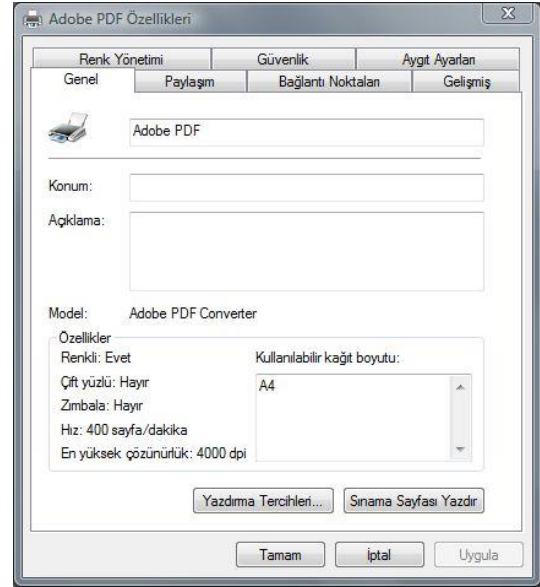 Adobe PDF Özellikleri
Renk Yönetimi Güvenlik Aygıt Ayarları
Genel Paylaşım Bağlantı Noktaları Gelişmiş
Adobe PDF
Konum:
Açıklama:
Model: Adobe PDF Converter
Özellikler
Renkli: Evet Kullanılabilir kağıt boyutu:
Çift yüzlü: Hayır A4
Zımbala: Hayır
Hız: 400 sayfa/dakika
En yüksek çözünürlük: 4000 dpi
Yazdırma Tercihleri... Sınama Sayfası Yazdır
Tamam İptal Uygula